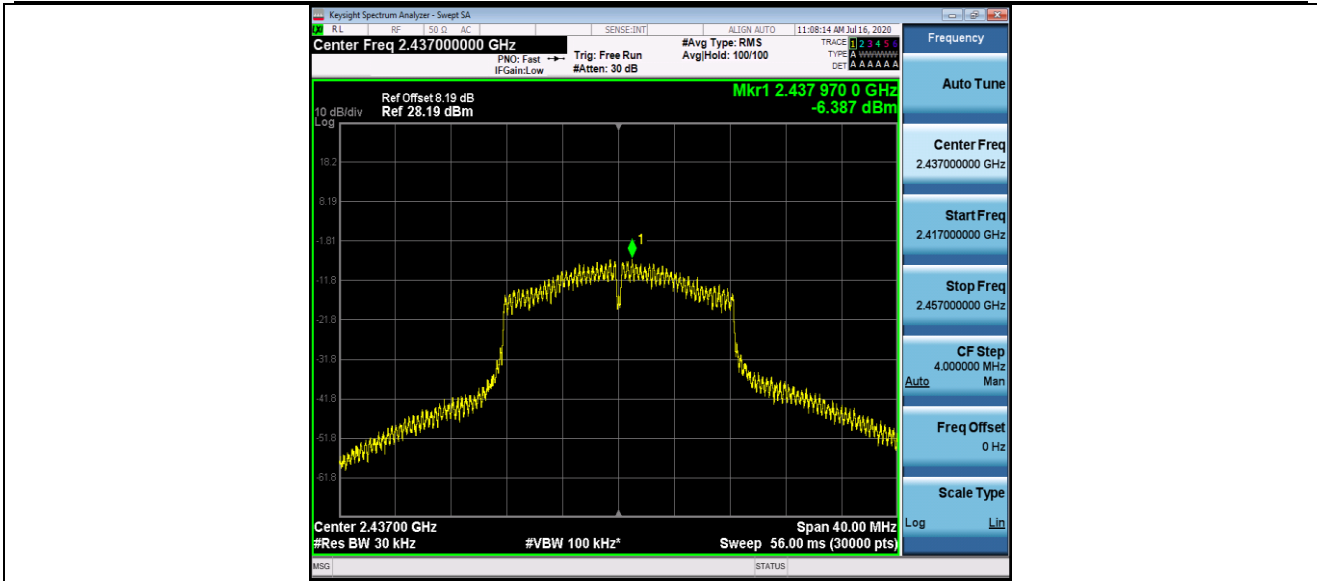 Keysight Spectrum Analyzer - Swept SA
RL RF 50 Ω AC SENSE:INT ALIGN AUTO 11:08:14 AM Jul 16, 2020
Center Freq 2.437000000 GHz
PNO: Fast
IFGain:Low
Trig: Free Run
#Atten: 30 dB
#Avg Type: RMS
Avg|Hold: 100/100
TRACE 1 2 3 4 5 6
TYPE A WWWWW
DET A A A A A A
Ref Offset 8.19 dB
Ref 28.19 dBm
10 dB/div
Log
Mkr1 2.437 970 0 GHz
-6.387 dBm
18.2
8.19
-1.81
-11.8
-21.8
-31.8
-41.8
-51.8
-61.8
1
Center 2.43700 GHz
Span 40.00 MHz
#Res BW 30 kHz
#VBW 100 kHz*
Sweep 56.00 ms (30000 pts)
MSG
STATUS
Frequency
Auto Tune
Center Freq
2.437000000 GHz
Start Freq
2.417000000 GHz
Stop Freq
2.457000000 GHz
CF Step
4.000000 MHz
Auto Man
Freq Offset
0 Hz
Scale Type
Log Lin